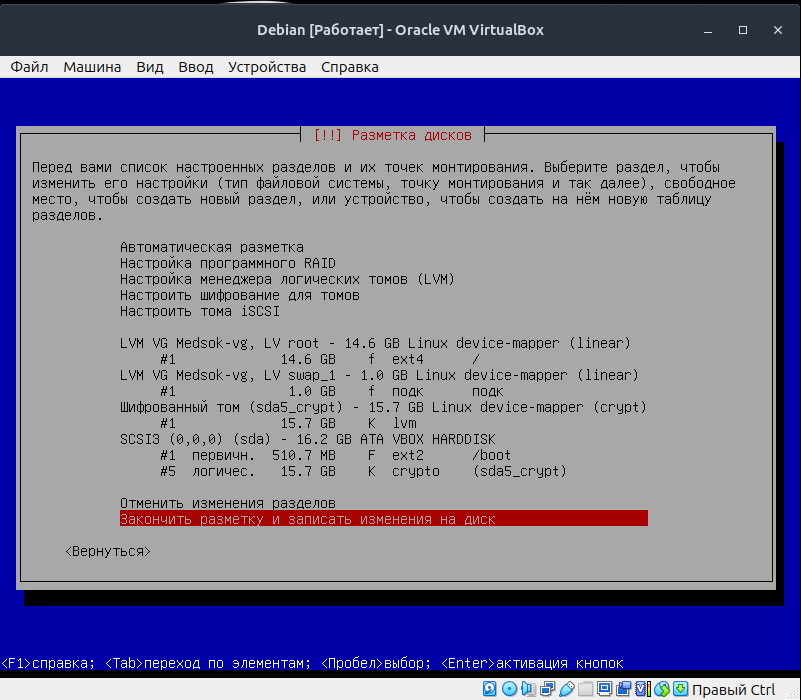 Debian [Работает] - Oracle VM VirtualBox
Файл Машина Вид Ввод Устройства Справка
[!!] Разметка дисков
Перед вами список настроенных разделов и их точек монтирования. Выберите раздел, чтобы
изменить его настройки (тип файловой системы, точку монтирования и так далее), свободное
место, чтобы создать новый раздел, или устройство, чтобы создать на нём новую таблицу
разделов.
Автоматическая разметка
Настройка программного RAID
Настройка менеджера логических томов (LVM)
Настроить шифрование для томов
Настроить тома iSCSI
LVM VG Medsok-vg, LV root - 14.6 GB Linux device-mapper (linear)
#1 14.6 GB f ext4 /
LVM VG Medsok-vg, LV swap_1 - 1.0 GB Linux device-mapper (linear)
#1 1.0 GB f подк подк
Шифрованный том (sda5_crypt) - 15.7 GB Linux device-mapper (crypt)
#1 15.7 GB K lvm
SCSI3 (0,0,0) (sda) - 16.2 GB ATA VBOX HARDDISK
#1 первичн. 510.7 MB F ext2 /boot
#5 логичес. 15.7 GB K crypto (sda5_crypt)
Отменить изменения разделов
Закончить разметку и записать изменения на диск
<Вернуться>
<F1>справка; <Tab>переход по элементам; <Пробел>выбор; <Enter>активация кнопок
Правый Ctrl